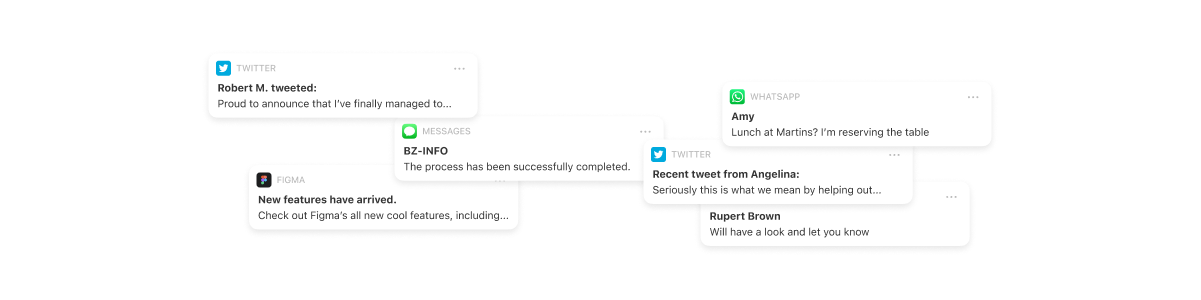 TWITTER
Robert M. tweeted:
Proud to announce that I've finally managed to...
MESSAGES
BZ-INFO
The process has been successfully completed.
FIGMA
New features have arrived.
Check out Figma's all new cool features, including...
WHATSAPP
Amy
Lunch at Martins? I'm reserving the table
TWITTER
Recent tweet from Angelina:
Seriously this is what we mean by helping out...
Rupert Brown
Will have a look and let you know